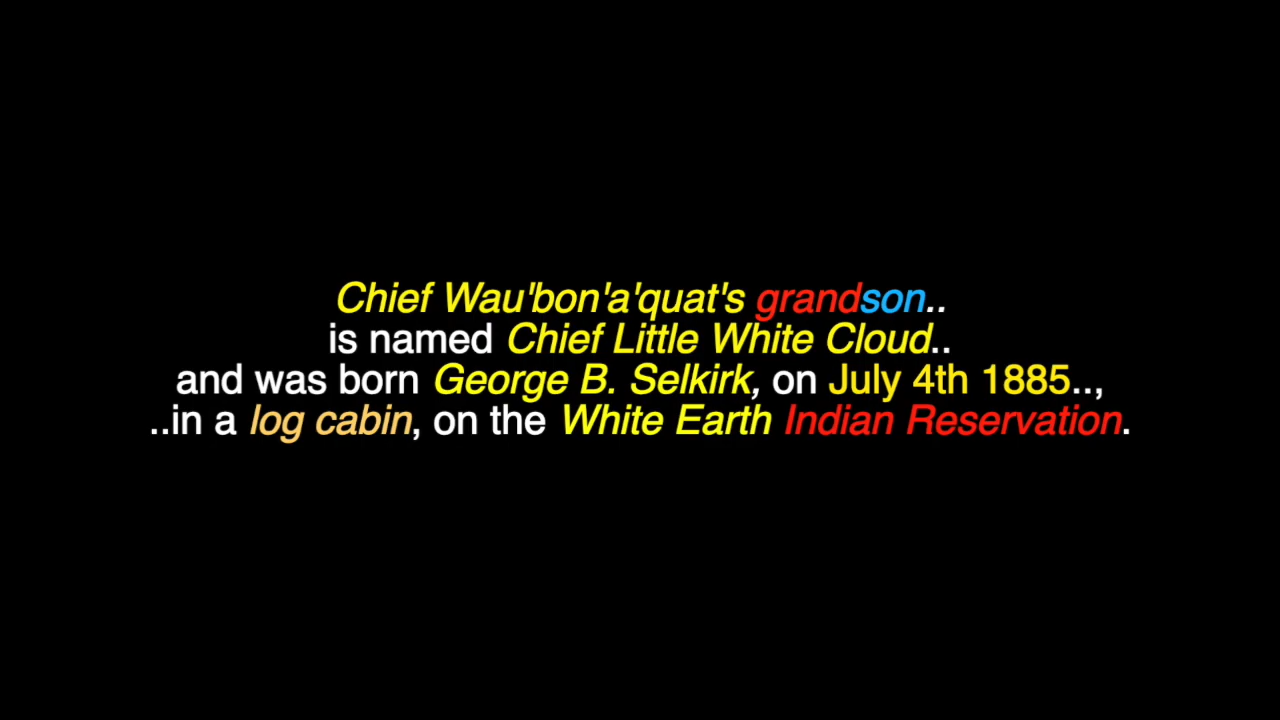 Chief Wau'bon'a'quat's grandson..
is named Chief Little White Cloud..
and was born George B. Selkirk, on July 4th 1885..,
..in a log cabin, on the White Earth Indian Reservation.